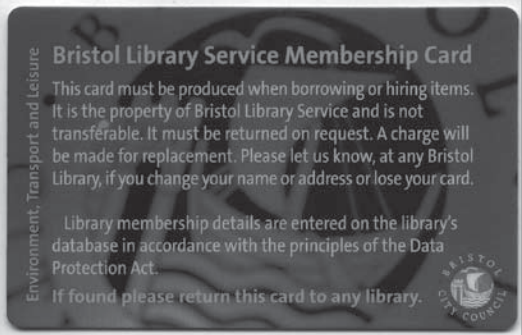 Bristol Library Service Membership Card
This card must be produced when borrowing or hiring items.
It is the property of Bristol Library Service and is not
transférable. It must be returned on request. A charge will
be made for replacement. Please let us know, at any Bristol
Library, if you change your name or address or lose your card.
Library membership details are entered on the library's
database in accordance with the principles of the Data
Protection Act.
If found please return this card to any library.
Environment, Transport and Leisure
BRISTOL
CITY COUNCIL